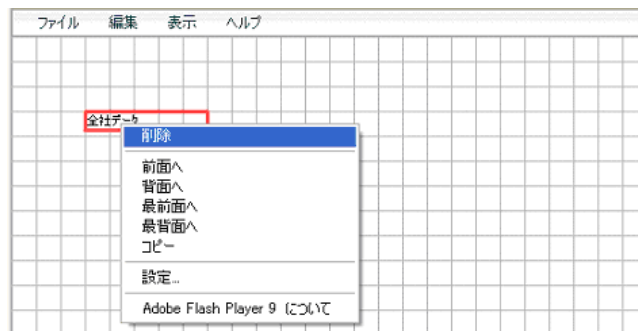 ファイル 編集 表示 ヘルプ
全社データ
削除
前面へ
背面へ
最前面へ
最背面へ
コピー
設定...
Adobe Flash Player 9 について